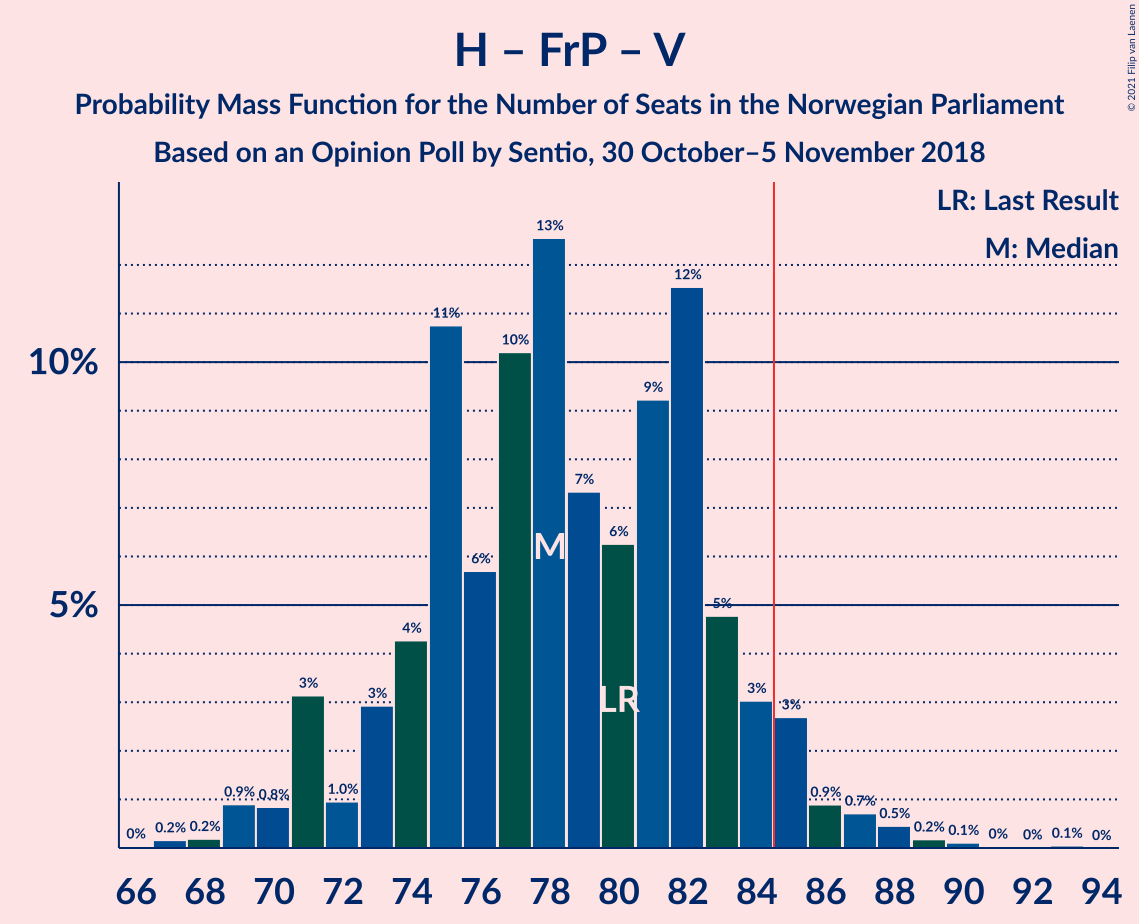 © 2021 Filip van Laenen
H – FrP – V
Probability Mass Function for the Number of Seats in the Norwegian Parliament
Based on an Opinion Poll by Sentio, 30 October–5 November 2018
LR: Last Result
M: Median
10%
5%
0% 0.2% 0.2% 0.9% 0.8% 3% 1.0% 3% 4% 11% 6% 10% 13% 7% 6% 9% 12% 5% 3% 3% 0.9% 0.7% 0.5% 0.2% 0.1% 0% 0% 0.1% 0%
M
LR
66 68 70 72 74 76 78 80 82 84 86 88 90 92 94